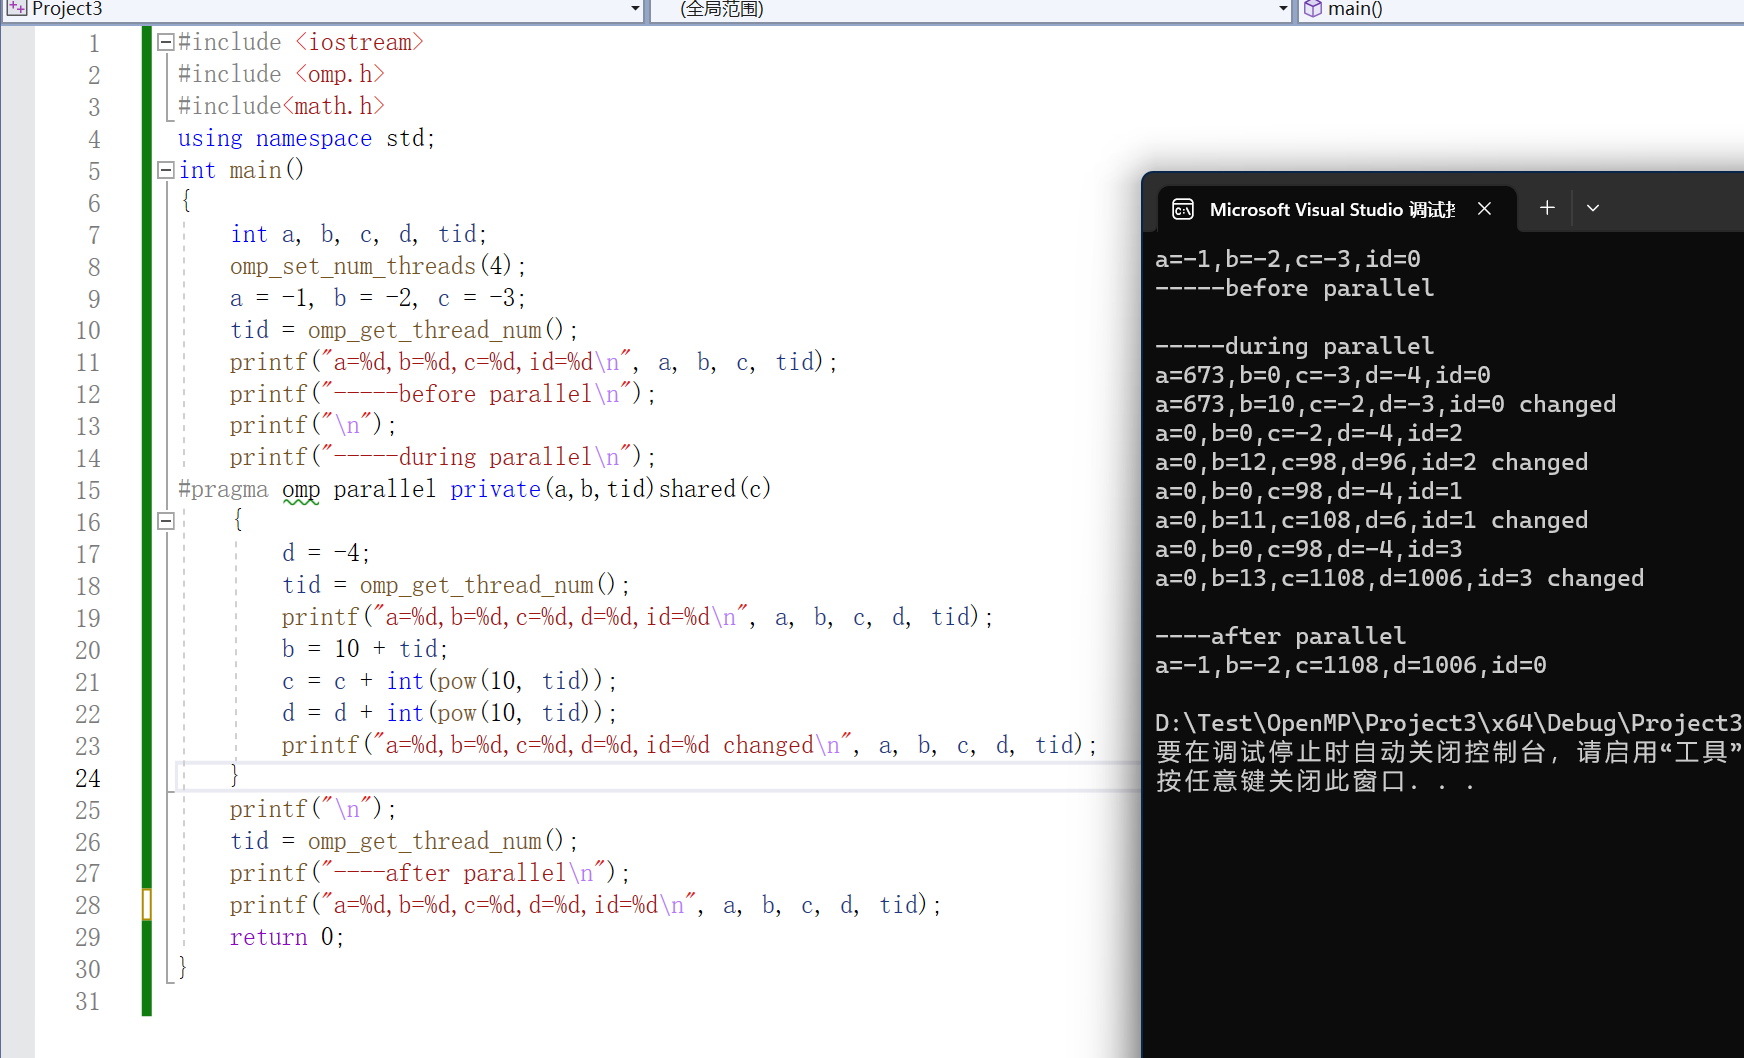 Project3 (全局范围) main()
1 #include <iostream>
2 #include <omp.h>
3 #include<math.h>
4 using namespace std;
5 int main()
6 {
7 int a, b, c, d, tid;
8 omp_set_num_threads(4);
9 a = -1, b = -2, c = -3;
10 tid = omp_get_thread_num();
11 printf("a=%d,b=%d,c=%d,id=%d\n", a, b, c, tid);
12 printf("-----before parallel\n");
13 printf("\n");
14 printf("-----during parallel\n");
15 #pragma omp parallel private(a,b,tid)shared(c)
16 {
17 d = -4;
18 tid = omp_get_thread_num();
19 printf("a=%d,b=%d,c=%d,d=%d,id=%d\n", a, b, c, d, tid);
20 b = 10 + tid;
21 c = c + int(pow(10, tid));
22 d = d + int(pow(10, tid));
23 printf("a=%d,b=%d,c=%d,d=%d,id=%d changed\n", a, b, c, d, tid);
24 }
25 printf("\n");
26 tid = omp_get_thread_num();
27 printf("----after parallel\n");
28 printf("a=%d,b=%d,c=%d,d=%d,id=%d\n", a, b, c, d, tid);
29 return 0;
30 }
31
Microsoft Visual Studio 调试
a=-1,b=-2,c=-3,id=0
-----before parallel
-----during parallel
a=673,b=0,c=-3,d=-4,id=0
a=673,b=10,c=-2,d=-3,id=0 changed
a=0,b=0,c=-2,d=-4,id=2
a=0,b=12,c=98,d=96,id=2 changed
a=0,b=0,c=98,d=-4,id=1
a=0,b=11,c=108,d=6,id=1 changed
a=0,b=0,c=98,d=-4,id=3
a=0,b=13,c=1108,d=1006,id=3 changed
----after parallel
a=-1,b=-2,c=1108,d=1006,id=0
D:\Test\OpenMP\Project3\x64\Debug\Project3
要在调试停止时自动关闭控制台，请启用“工具”
按任意键关闭此窗口. . .